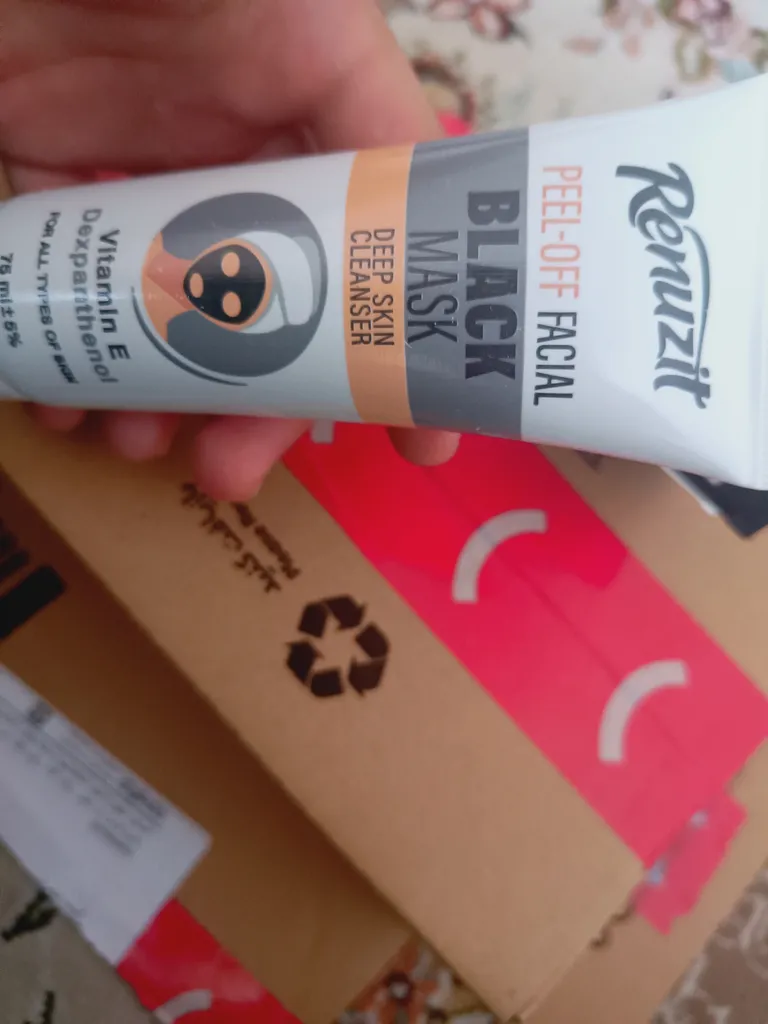 Renuzit
PEEL-OFF FACIAL
BLACK
MASK
DEEP SKIN
CLEANSER
Vitamin E
Dexpanthenol
FOR ALL TYPES OF SKIN
75 ml±5%